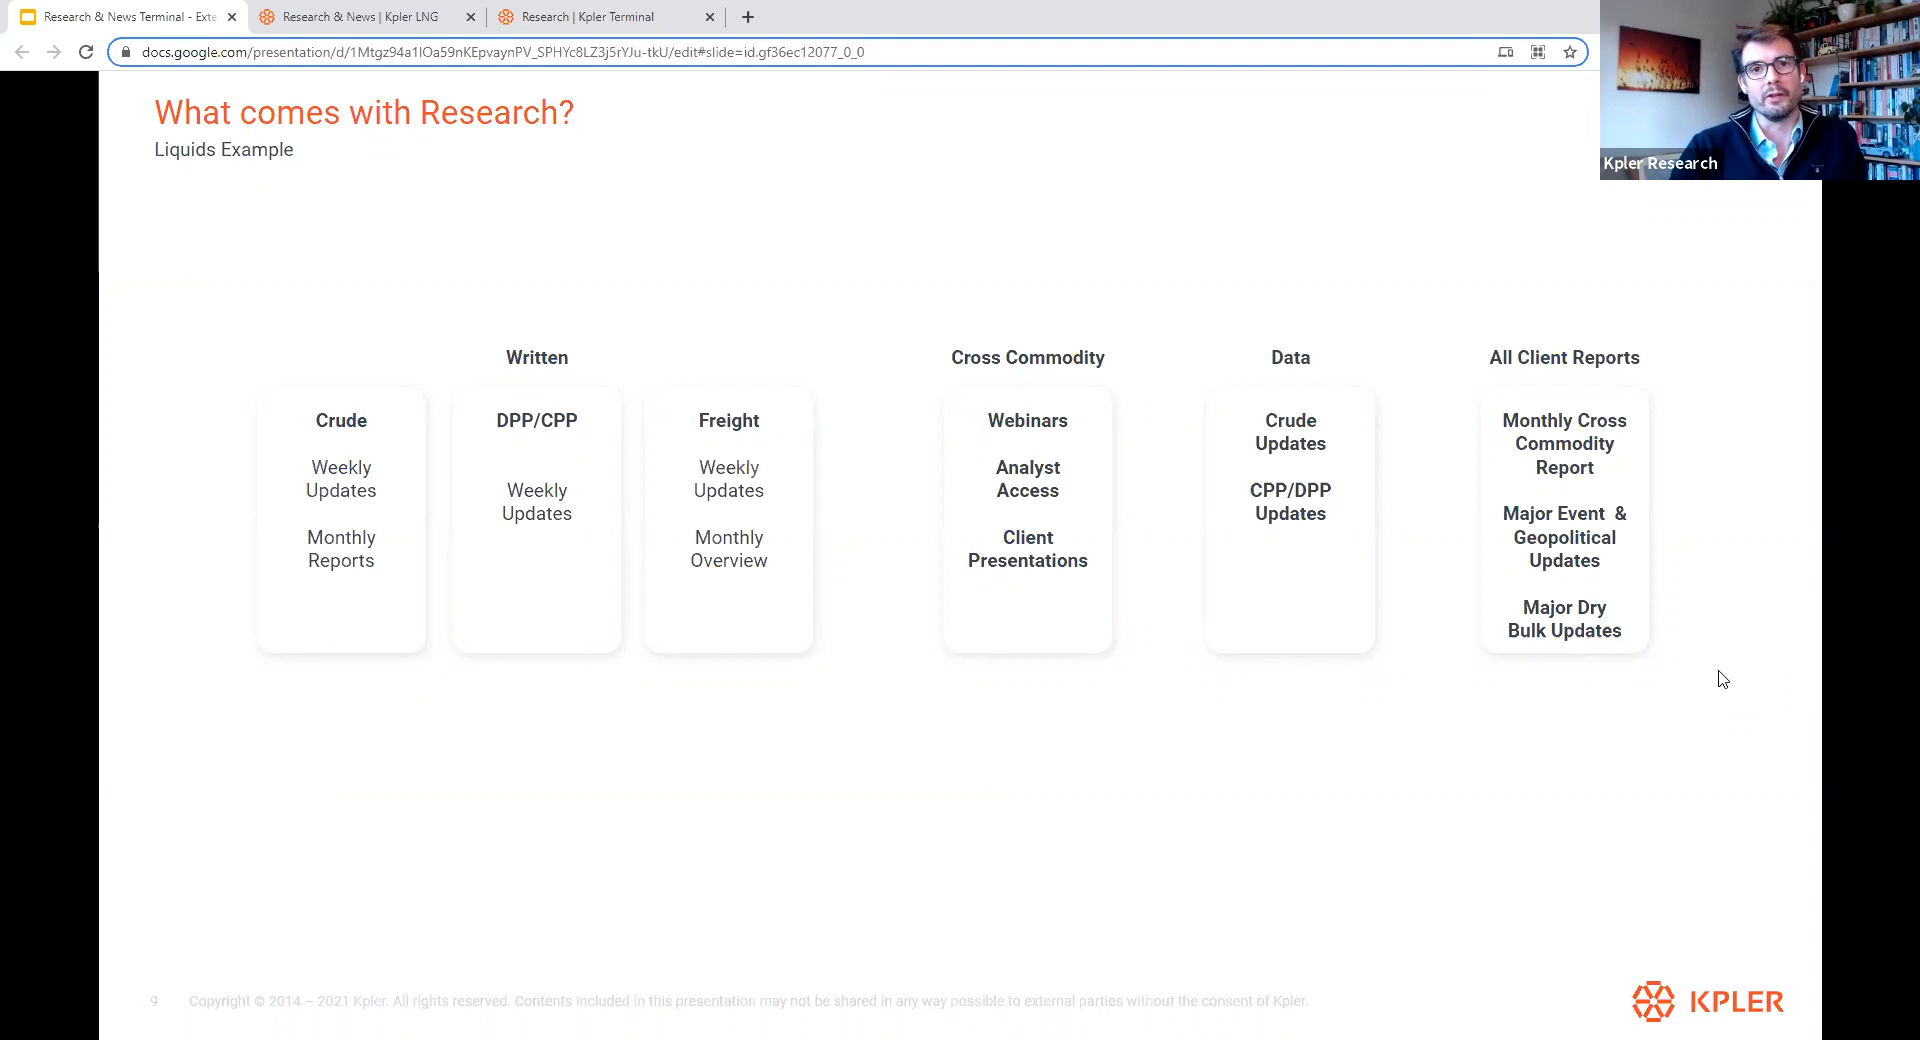 Research & News Terminal - Exte
Research & News | Kpler LNG
Research | Kpler Terminal
docs.google.com/presentation/d/1Mtgz94a1lOa59nKEpvaynPV_SPHYc8LZ3j5rYJu-tkU/edit#slide=id.gf36ec12077_0_0
Kpler Research
What comes with Research?
Liquids Example
Written
Crude
Weekly
Updates
Monthly
Reports
DPP/CPP
Weekly
Updates
Freight
Weekly
Updates
Monthly
Overview
Cross Commodity
Webinars
Analyst
Access
Client
Presentations
Data
Crude
Updates
CPP/DPP
Updates
All Client Reports
Monthly Cross
Commodity
Report
Major Event &
Geopolitical
Updates
Major Dry
Bulk Updates
9
Copyright © 2014 – 2021 Kpler. All rights reserved. Contents included in this presentation may not be shared in any way possible to external parties without the consent of Kpler.
KPLER